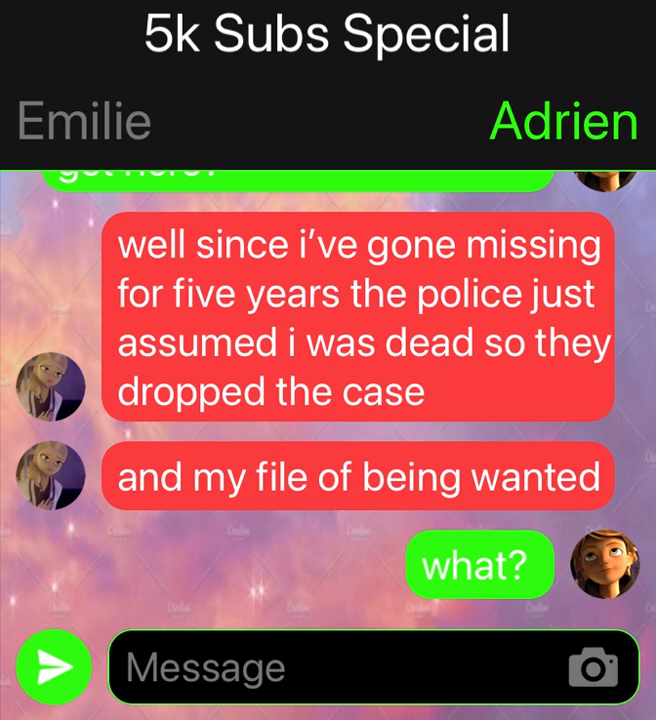 5k Subs Special
Emilie
Adrien
well since i've gone missing
for five years the police just
assumed i was dead so they
dropped the case
and my file of being wanted
what?
Message